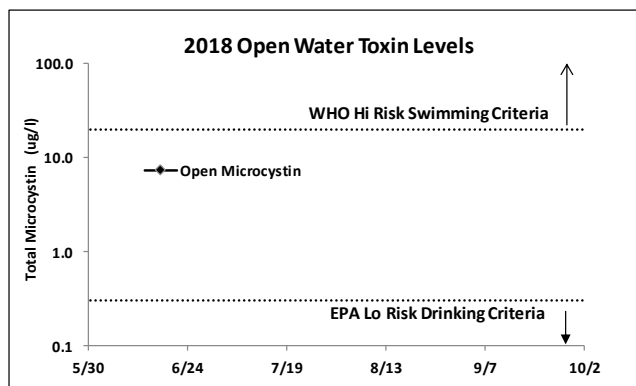 2018 Open Water Toxin Levels
100.0
WHO Hi Risk Swimming Criteria
10.0
Open Microcystin
Total Microcystin (ug/l)
1.0
EPA Lo Risk Drinking Criteria
0.1
5/30 6/24 7/19 8/13 9/7 10/2